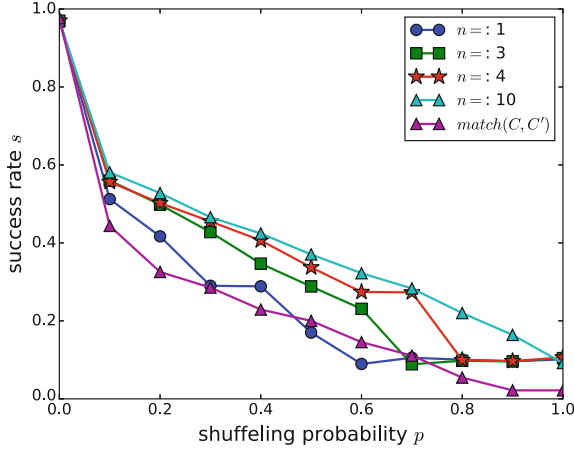 1.0
0.8
0.6
0.4
0.2
0.0
success rate s
n =: 1
n =: 3
n =: 4
n =: 10
match(C, C′)
0.0 0.2 0.4 0.6 0.8 1.0
shuffeling probability p